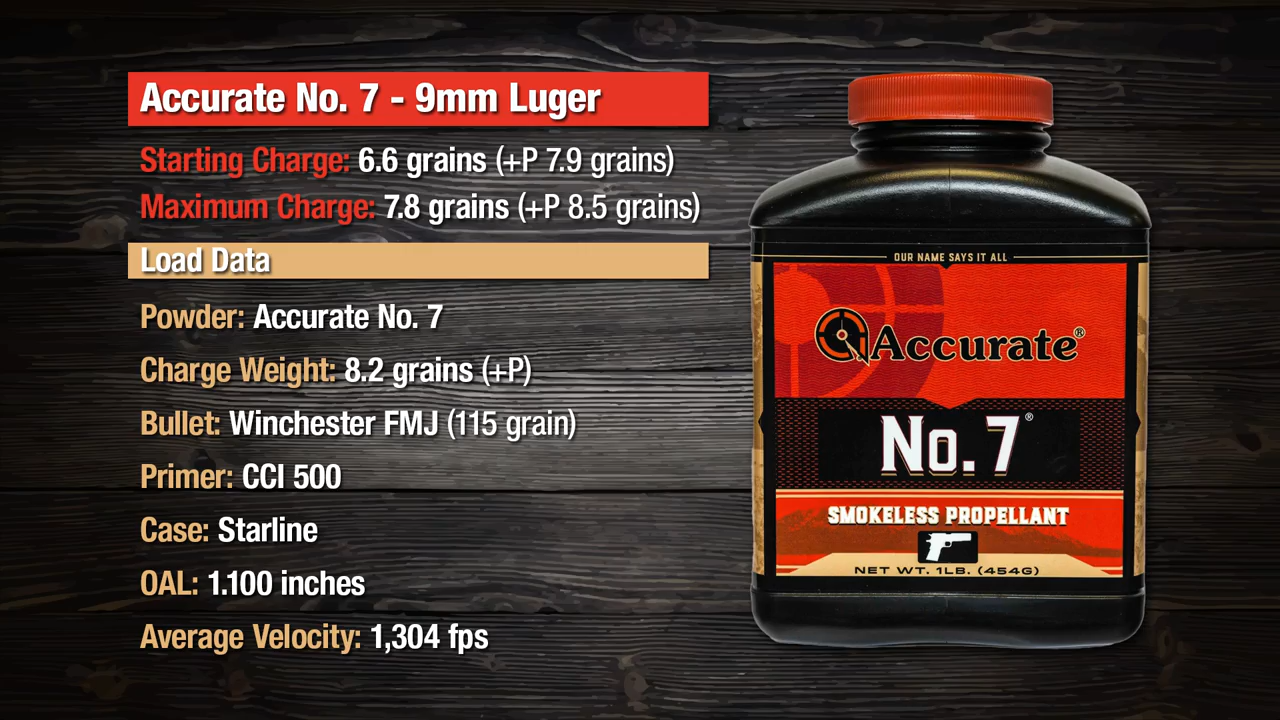 Accurate No. 7 - 9mm Luger
Starting Charge: 6.6 grains (+P 7.9 grains)
Maximum Charge: 7.8 grains (+P 8.5 grains)
Load Data
Powder: Accurate No. 7
Charge Weight: 8.2 grains (+P)
Bullet: Winchester FMJ (115 grain)
Primer: CCI 500
Case: Starline
OAL: 1.100 inches
Average Velocity: 1,304 fps
OUR NAME SAYS IT ALL
Accurate®
No. 7®
SMOKELESS PROPELLANT
NET WT. 1LB. (454G)